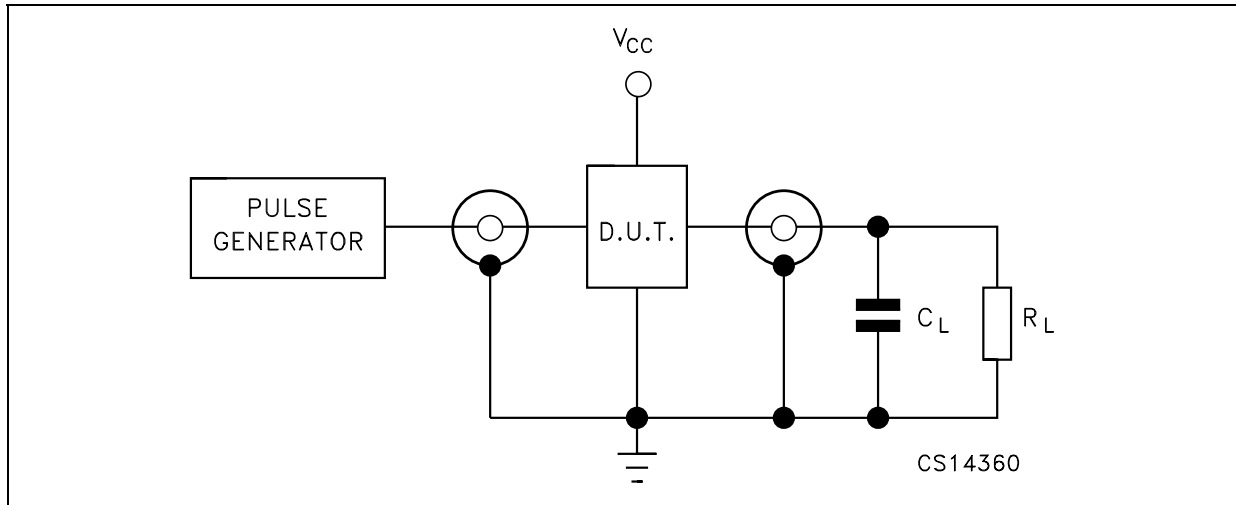 VCC
PULSE
GENERATOR
D.U.T.
CL
RL
CS14360